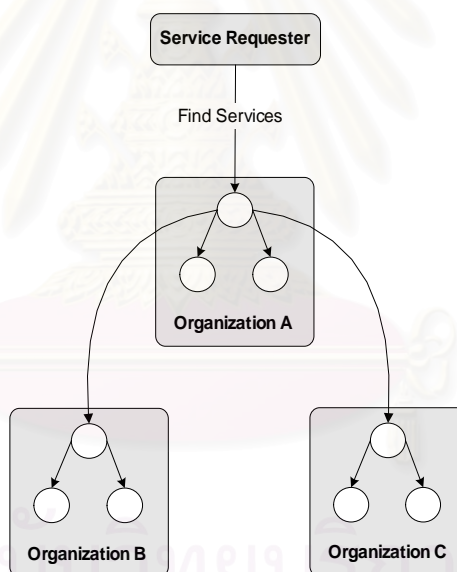 Service Requester
Find Services
Organization A
Organization B
Organization C